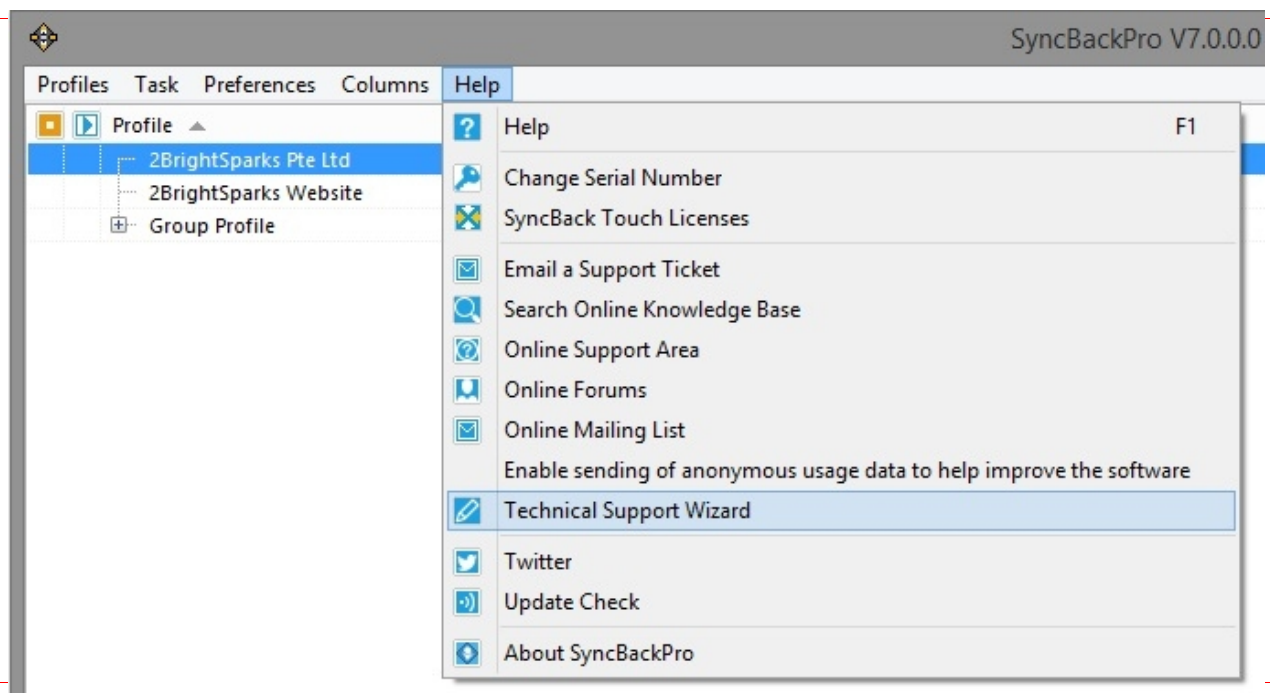 SyncBackPro V7.0.0.0
Profiles Task Preferences Columns Help
Profile
2BrightSparks Pte Ltd
2BrightSparks Website
Group Profile
Help F1
Change Serial Number
SyncBack Touch Licenses
Email a Support Ticket
Search Online Knowledge Base
Online Support Area
Online Forums
Online Mailing List
Enable sending of anonymous usage data to help improve the software
Technical Support Wizard
Twitter
Update Check
About SyncBackPro